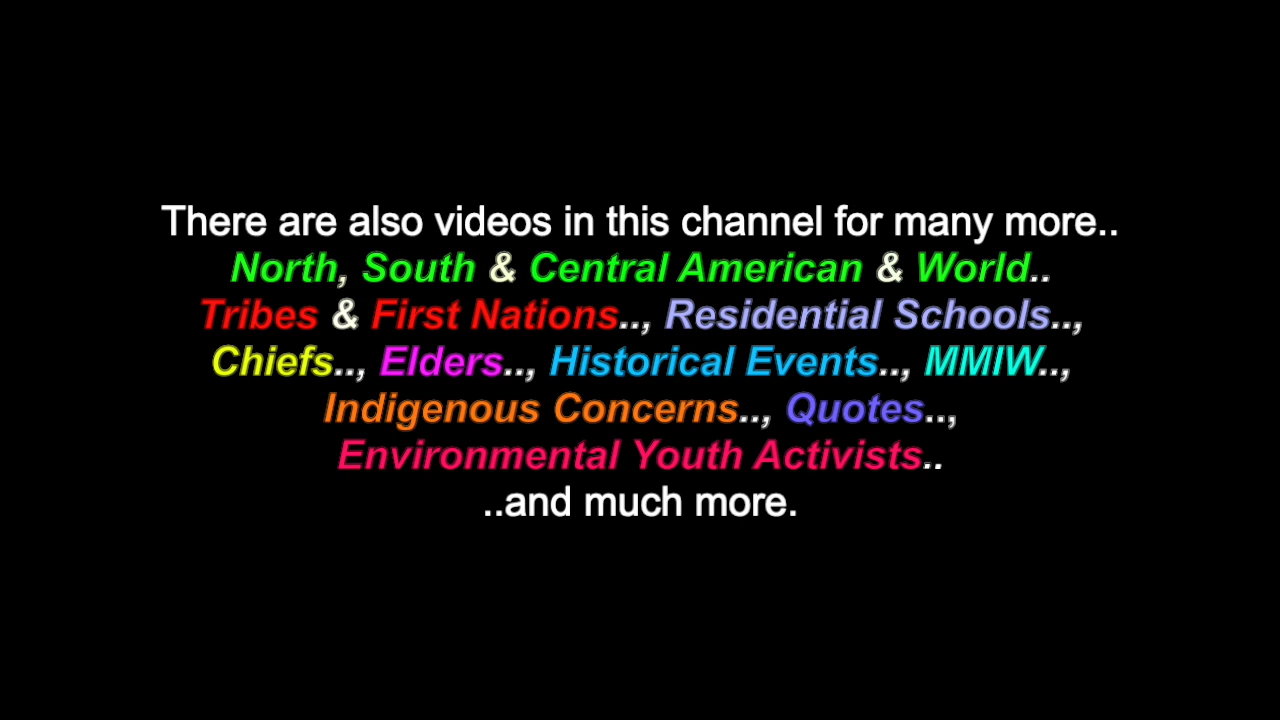 There are also videos in this channel for many more..
North, South & Central American & World..
Tribes & First Nations.., Residential Schools..,
Chiefs.., Elders.., Historical Events.., MMIW..,
Indigenous Concerns.., Quotes..,
Environmental Youth Activists..
..and much more.